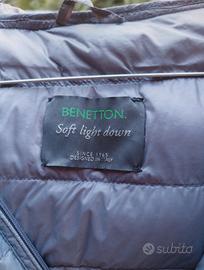 BENETTON.
Soft light down
SINCE 1965
DESIGNED IN ITALY
subito